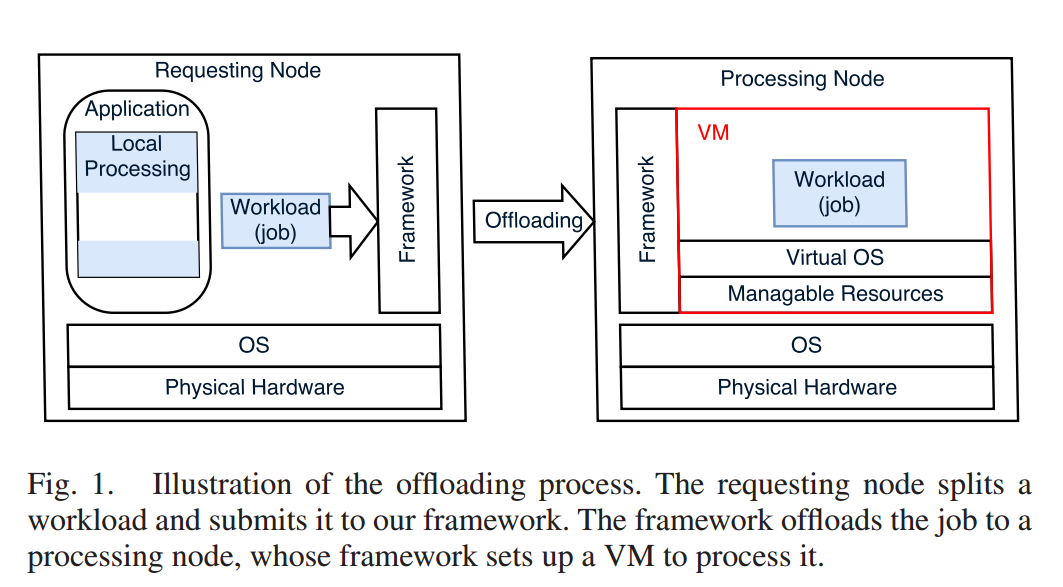 Requesting Node
Application
Local
Processing
Workload
(job)
Framework
OS
Physical Hardware
Offloading
Processing Node
Framework
VM
Workload
(job)
Virtual OS
Managable Resources
OS
Physical Hardware
Fig. 1. Illustration of the offloading process. The requesting node splits a
workload and submits it to our framework. The framework offloads the job to a
processing node, whose framework sets up a VM to process it.